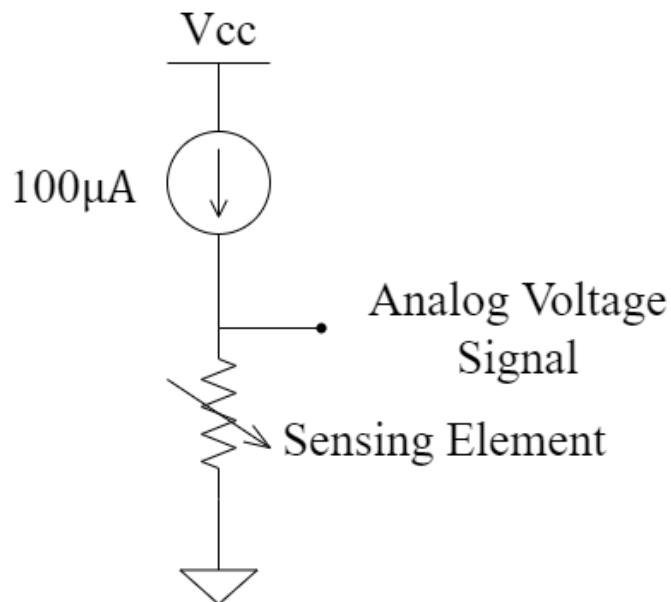 Vcc
100μA
Analog Voltage
Signal
Sensing Element